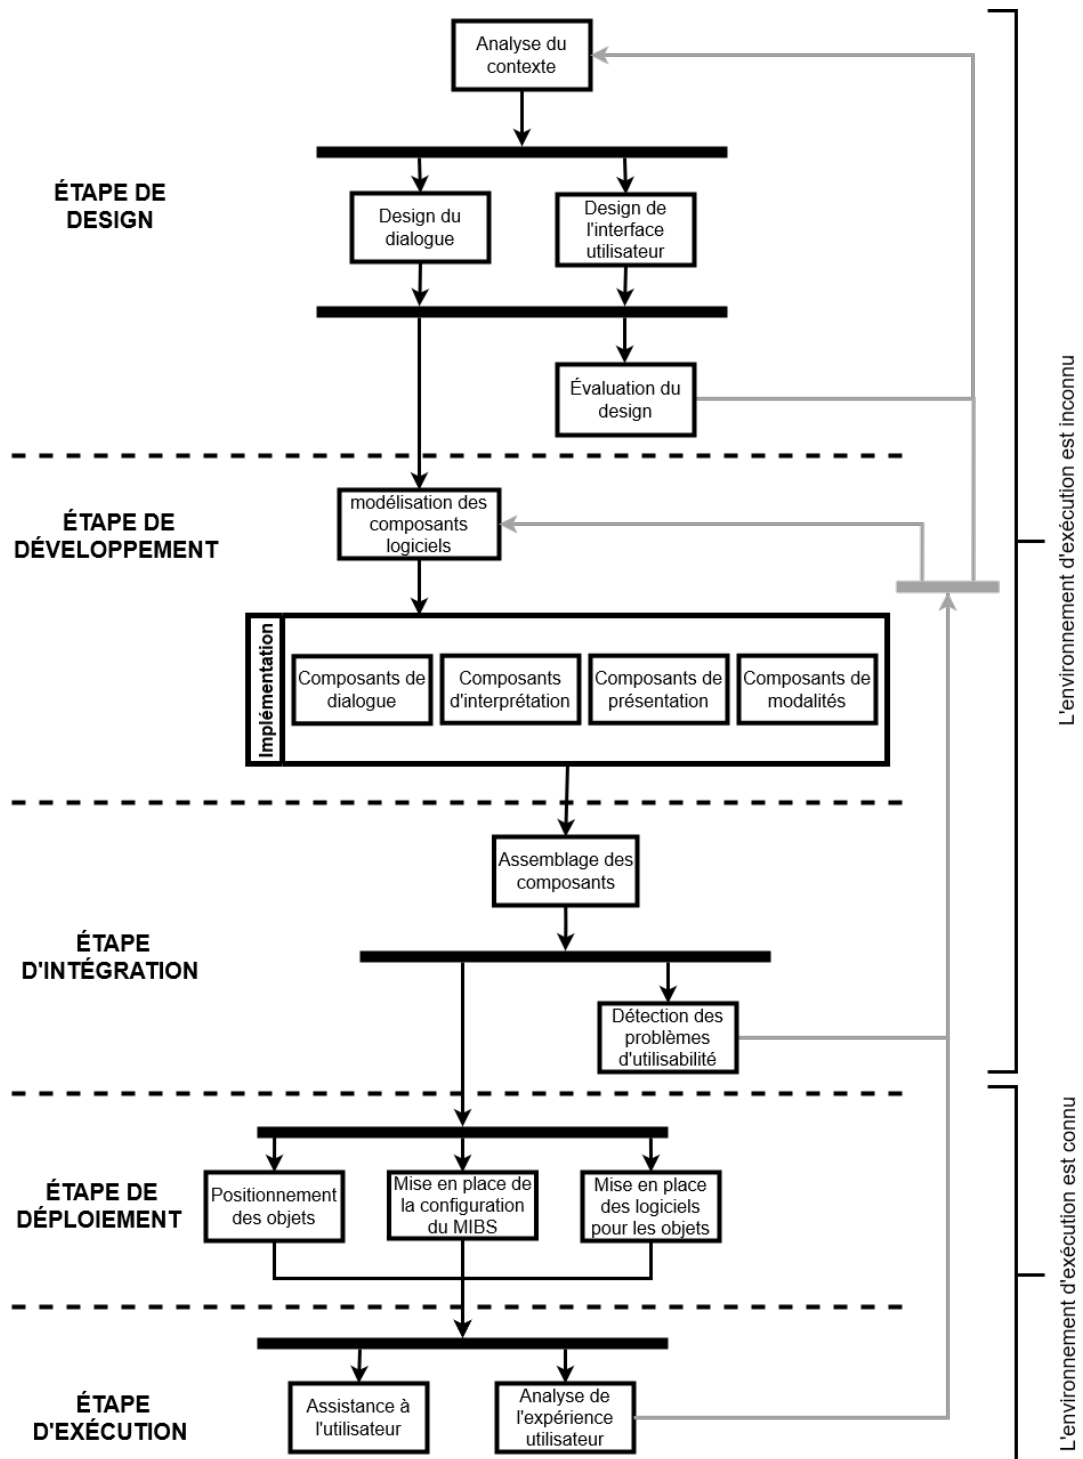 Analyse du
contexte
ÉTAPE DE
DESIGN
Design du
dialogue
Design de
l'interface
utilisateur
Évaluation du
design
L'environnement d'exécution est inconnu
ÉTAPE DE
DÉVELOPPEMENT
modélisation des
composants
logiciels
Implémentation
Composants de
dialogue
Composants
d'interprétation
Composants de
présentation
Composants de
modalités
Assemblage des
composants
ÉTAPE
D'INTÉGRATION
Détection des
problèmes
d'utilisabilité
ÉTAPE DE
DÉPLOIEMENT
Positionnement
des objets
Mise en place de
la configuration
du MIBS
Mise en place
des logiciels
pour les objets
L'environnement d'exécution est connu
ÉTAPE
D'EXÉCUTION
Assistance à
l'utilisateur
Analyse de
l'expérience
utilisateur